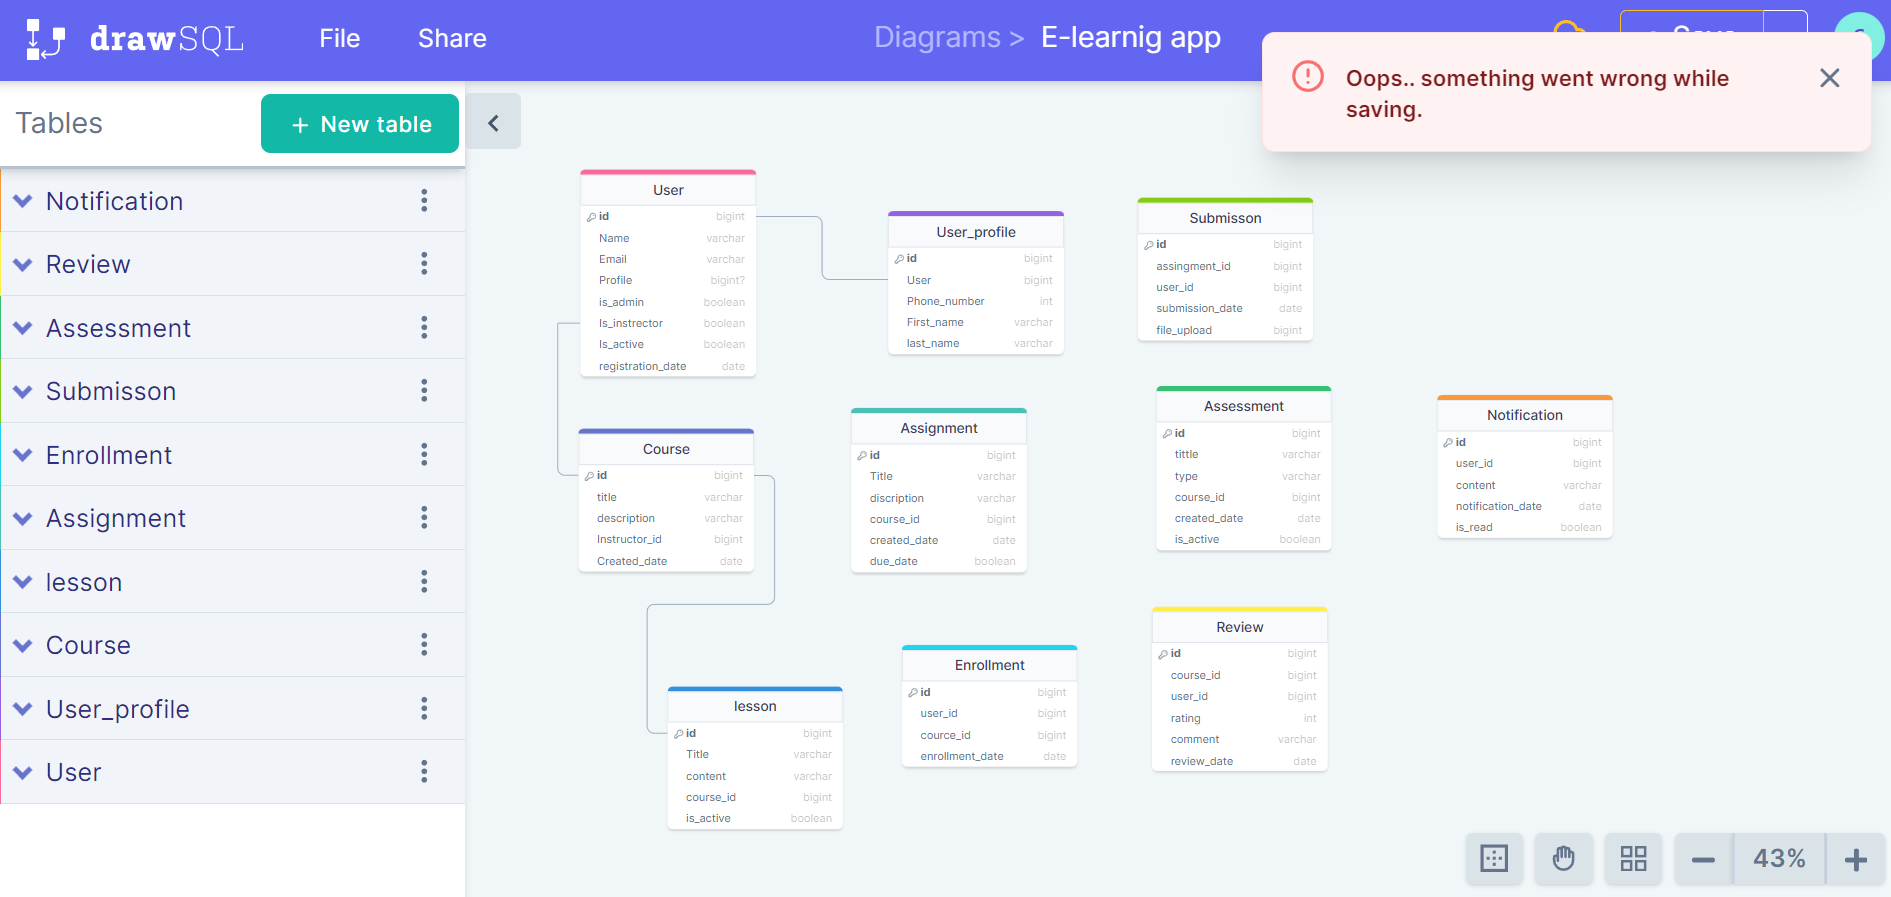 drawSQL
File
Share
Diagrams > E-learnig app
Oops.. something went wrong while
saving.
Tables
+ New table
Notification
Review
Assessment
Submisson
Enrollment
Assignment
lesson
Course
User_profile
User
User
id bigint
Name varchar
Email varchar
Profile bigint?
is_admin boolean
Is_instrector boolean
Is_active boolean
registration_date date
User_profile
id bigint
User bigint
Phone_number int
First_name varchar
last_name varchar
Submisson
id bigint
assingment_id bigint
user_id bigint
submission_date date
file_upload bigint
Course
id bigint
title varchar
description varchar
Instructor_id bigint
Created_date date
Assignment
id bigint
Title varchar
discription varchar
course_id bigint
created_date date
due_date boolean
Assessment
id bigint
tittle varchar
type varchar
course_id bigint
created_date date
is_active boolean
Notification
id bigint
user_id bigint
content varchar
notification_date date
is_read boolean
lesson
id bigint
Title varchar
content varchar
course_id bigint
is_active boolean
Enrollment
id bigint
user_id bigint
cource_id bigint
enrollment_date date
Review
id bigint
course_id bigint
user_id bigint
rating int
comment varchar
review_date date
43%